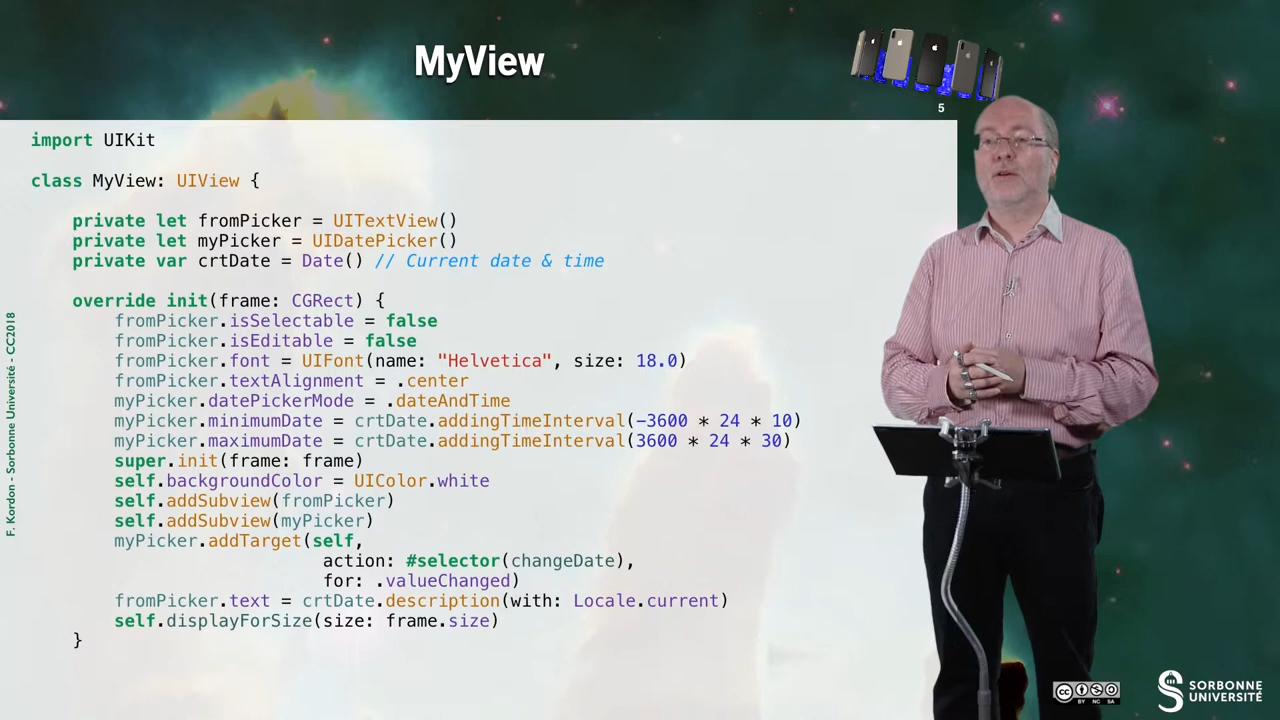 MyView
5
import UIKit
class MyView: UIView {
private let fromPicker = UITextView()
private let myPicker = UIDatePicker()
private var crtDate = Date() // Current date & time
override init(frame: CGRect) {
fromPicker.isSelectable = false
fromPicker.isEditable = false
fromPicker.font = UIFont(name: "Helvetica", size: 18.0)
fromPicker.textAlignment = .center
myPicker.datePickerMode = .dateAndTime
myPicker.minimumDate = crtDate.addingTimeInterval(-3600 * 24 * 10)
myPicker.maximumDate = crtDate.addingTimeInterval(3600 * 24 * 30)
super.init(frame: frame)
self.backgroundColor = UIColor.white
self.addSubview(fromPicker)
self.addSubview(myPicker)
myPicker.addTarget(self,
action: #selector(changeDate),
for: .valueChanged)
fromPicker.text = crtDate.description(with: Locale.current)
self.displayForSize(size: frame.size)
}
F. Kordon - Sorbonne Université - CC2018
cc BY NC SA
SORBONNE
UNIVERSITÉ